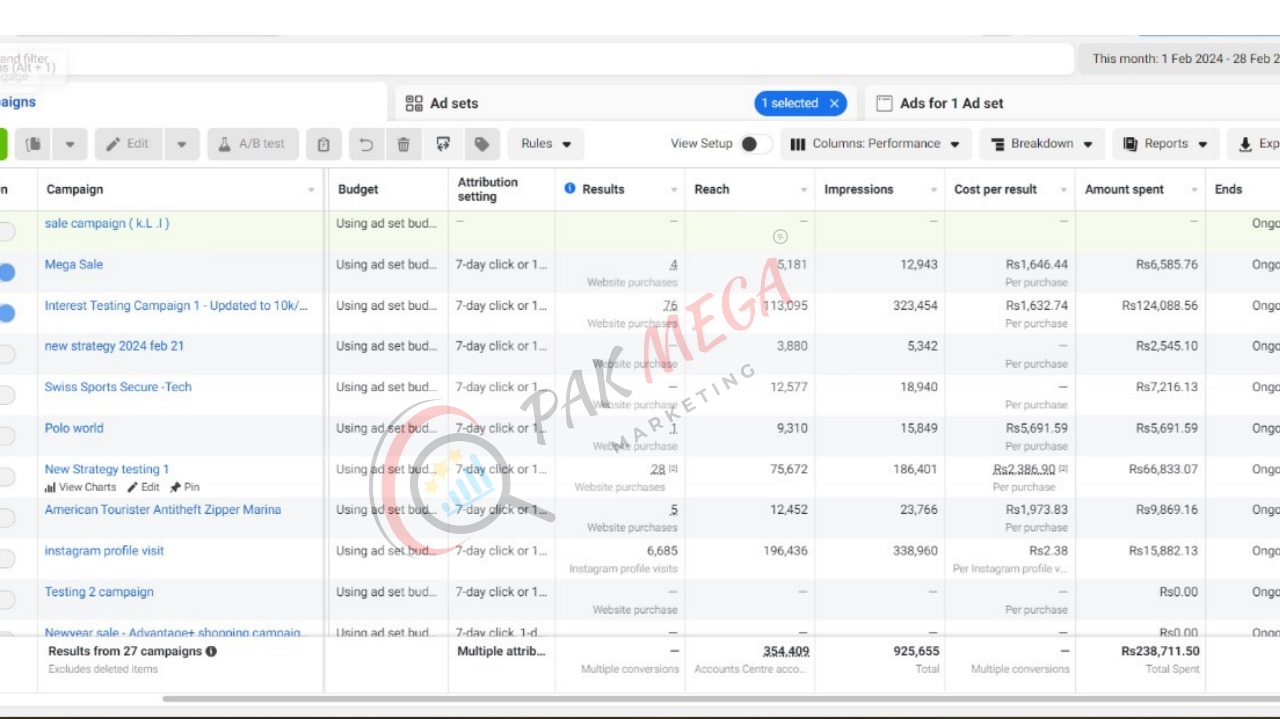 and filter
s (Alt + 1)
This month: 1 Feb 2024 - 28 Feb 2
aigns
Ad sets
1 selected
Ads for 1 Ad set
Edit
A/B test
Rules
View Setup
Columns: Performance
Breakdown
Reports
Exp
n Campaign Budget Attribution setting Results Reach Impressions Cost per result Amount spent Ends
sale campaign ( k.L .I ) Using ad set bud... — — — — — — Ongo
Mega Sale Using ad set bud... 7-day click or 1... 4 5,181 12,943 Rs1,646.44 Rs6,585.76 Ongo
Website purchases Per purchase
Interest Testing Campaign 1 - Updated to 10k/... Using ad set bud... 7-day click or 1... 76 113,095 323,454 Rs1,632.74 Rs124,088.56 Ongo
Website purchases Per purchase
new strategy 2024 feb 21 Using ad set bud... 7-day click or 1... — 3,880 5,342 — Rs2,545.10 Ongo
Website purchase Per purchase
Swiss Sports Secure -Tech Using ad set bud... 7-day click or 1... — 12,577 18,940 — Rs7,216.13 Ongo
Website purchase Per purchase
Polo world Using ad set bud... 7-day click or 1... 1 9,310 15,849 Rs5,691.59 Rs5,691.59 Ongo
Website purchase Per purchase
New Strategy testing 1 Using ad set bud... 7-day click or 1... 28 [2] 75,672 186,401 Rs2,386.90 [2] Rs66,833.07 Ongo
View Charts Edit Pin Website purchases Per purchase
American Tourister Antitheft Zipper Marina Using ad set bud... 7-day click or 1... 5 12,452 23,766 Rs1,973.83 Rs9,869.16 Ongo
Website purchases Per purchase
instagram profile visit Using ad set bud... 7-day click or 1... 6,685 196,436 338,960 Rs2.38 Rs15,882.13 Ongo
Instagram profile visits Per Instagram profile v...
Testing 2 campaign Using ad set bud... 7-day click or 1... — — — — Rs0.00 Ongo
Website purchase Per purchase
Newyear sale - Advantage+ shopping campaig... Using ad set bud... 7-day click, 1-d... — — — — Rs0.00 Ongo
Results from 27 campaigns Multiple attrib... — 354,409 925,655 — Rs238,711.50
Excludes deleted items Multiple conversions Accounts Centre acco... Total Multiple conversions Total Spent
PAK MEGA
MARKETING